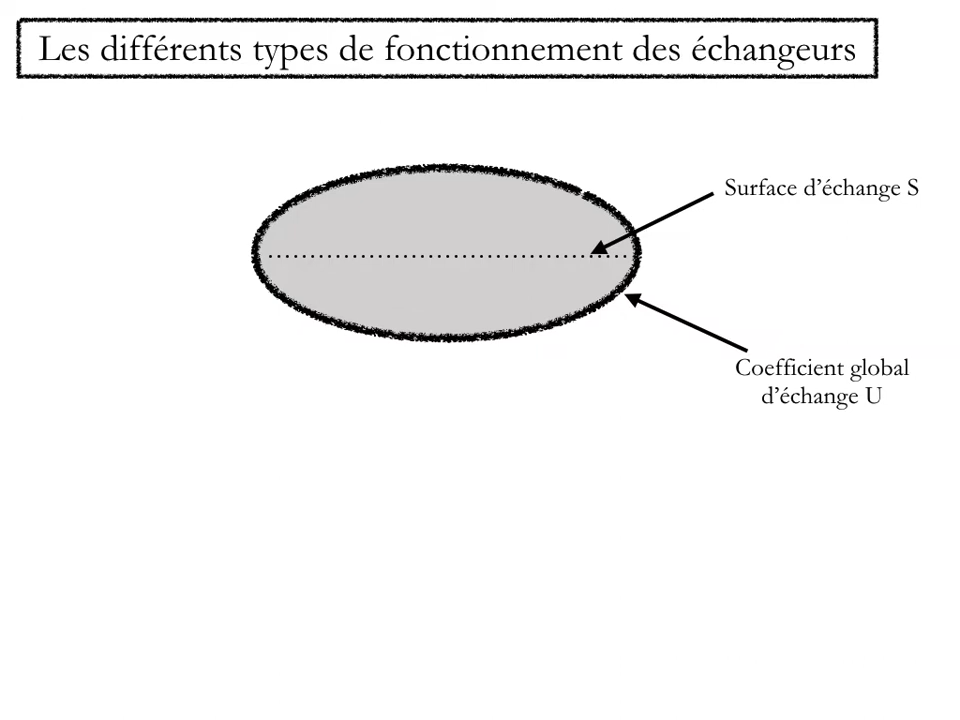 Les différents types de fonctionnement des échangeurs
Surface d’échange S
Coefficient global
d’échange U